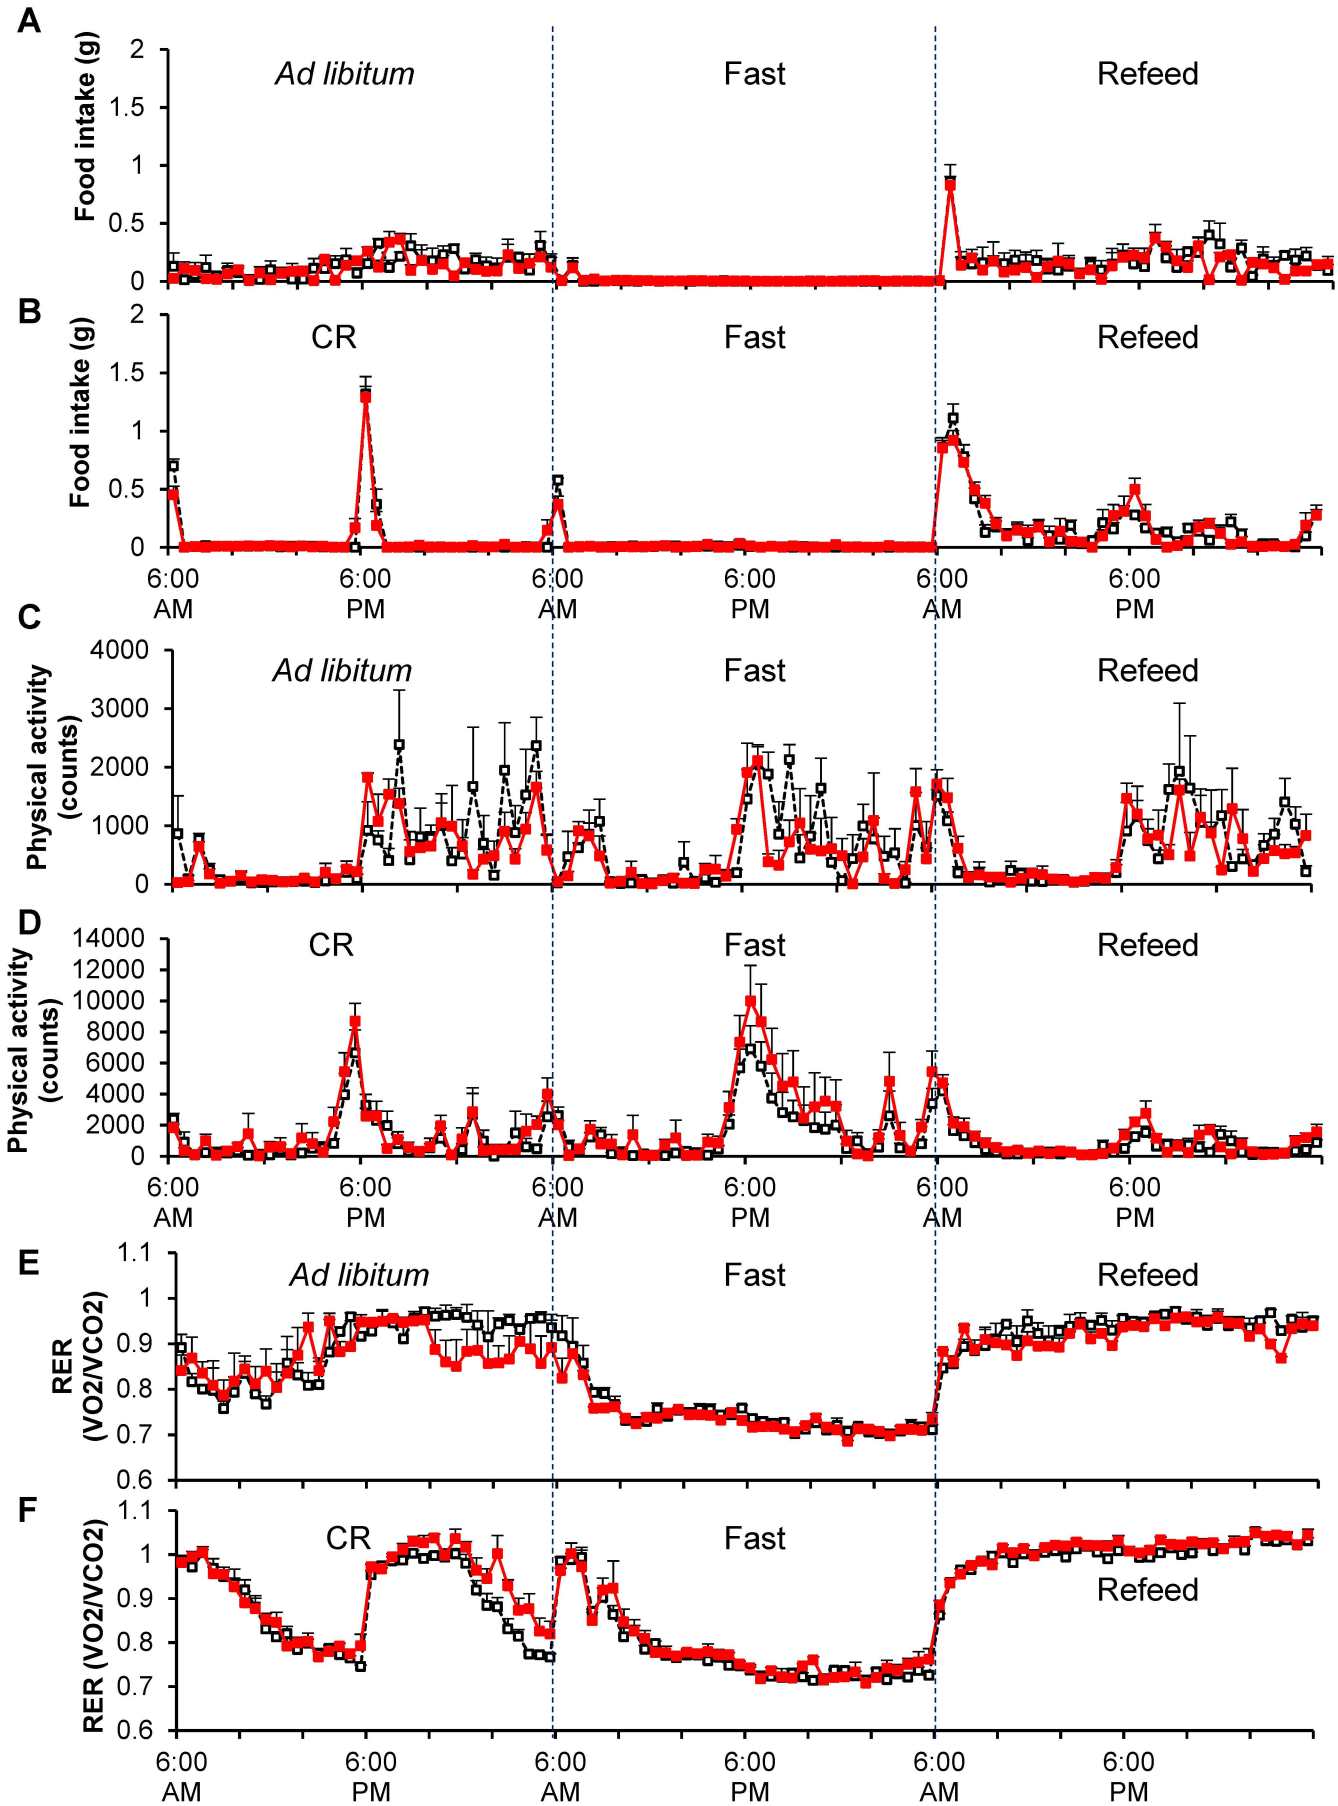 A
Food intake (g)
2
1.5
1
0.5
0
Ad libitum
Fast
Refeed
B
Food intake (g)
2
1.5
1
0.5
0
CR
Fast
Refeed
6:00 AM
6:00 PM
6:00 AM
6:00 PM
6:00 AM
6:00 PM
C
Physical activity
(counts)
4000
3000
2000
1000
0
Ad libitum
Fast
Refeed
D
Physical activity
(counts)
14000
12000
10000
8000
6000
4000
2000
0
CR
Fast
Refeed
6:00 AM
6:00 PM
6:00 AM
6:00 PM
6:00 AM
6:00 PM
E
RER
(VO2/VCO2)
1.1
1
0.9
0.8
0.7
0.6
Ad libitum
Fast
Refeed
F
RER (VO2/VCO2)
1.1
1
0.9
0.8
0.7
0.6
CR
Fast
Refeed
6:00 AM
6:00 PM
6:00 AM
6:00 PM
6:00 AM
6:00 PM